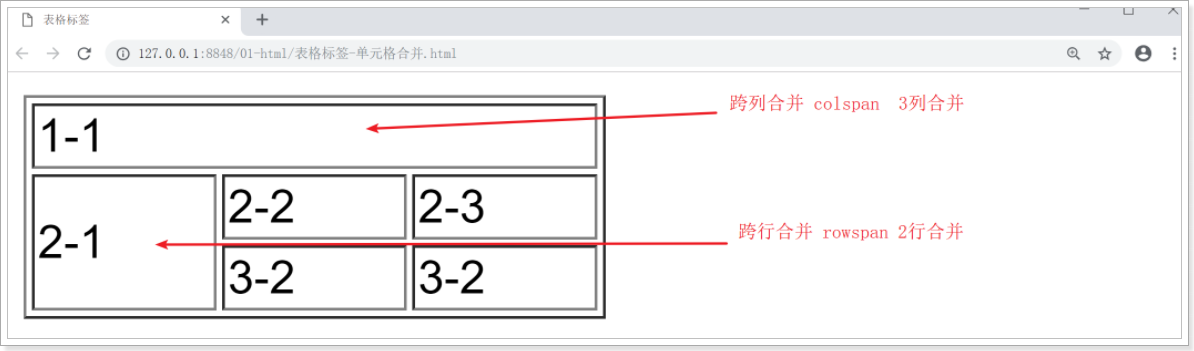 表格标签
127.0.0.1:8848/01-html/表格标签-单元格合并.html
跨列合并 colspan 3列合并
1-1
2-1
2-2
2-3
跨行合并 rowspan 2行合并
3-2
3-2